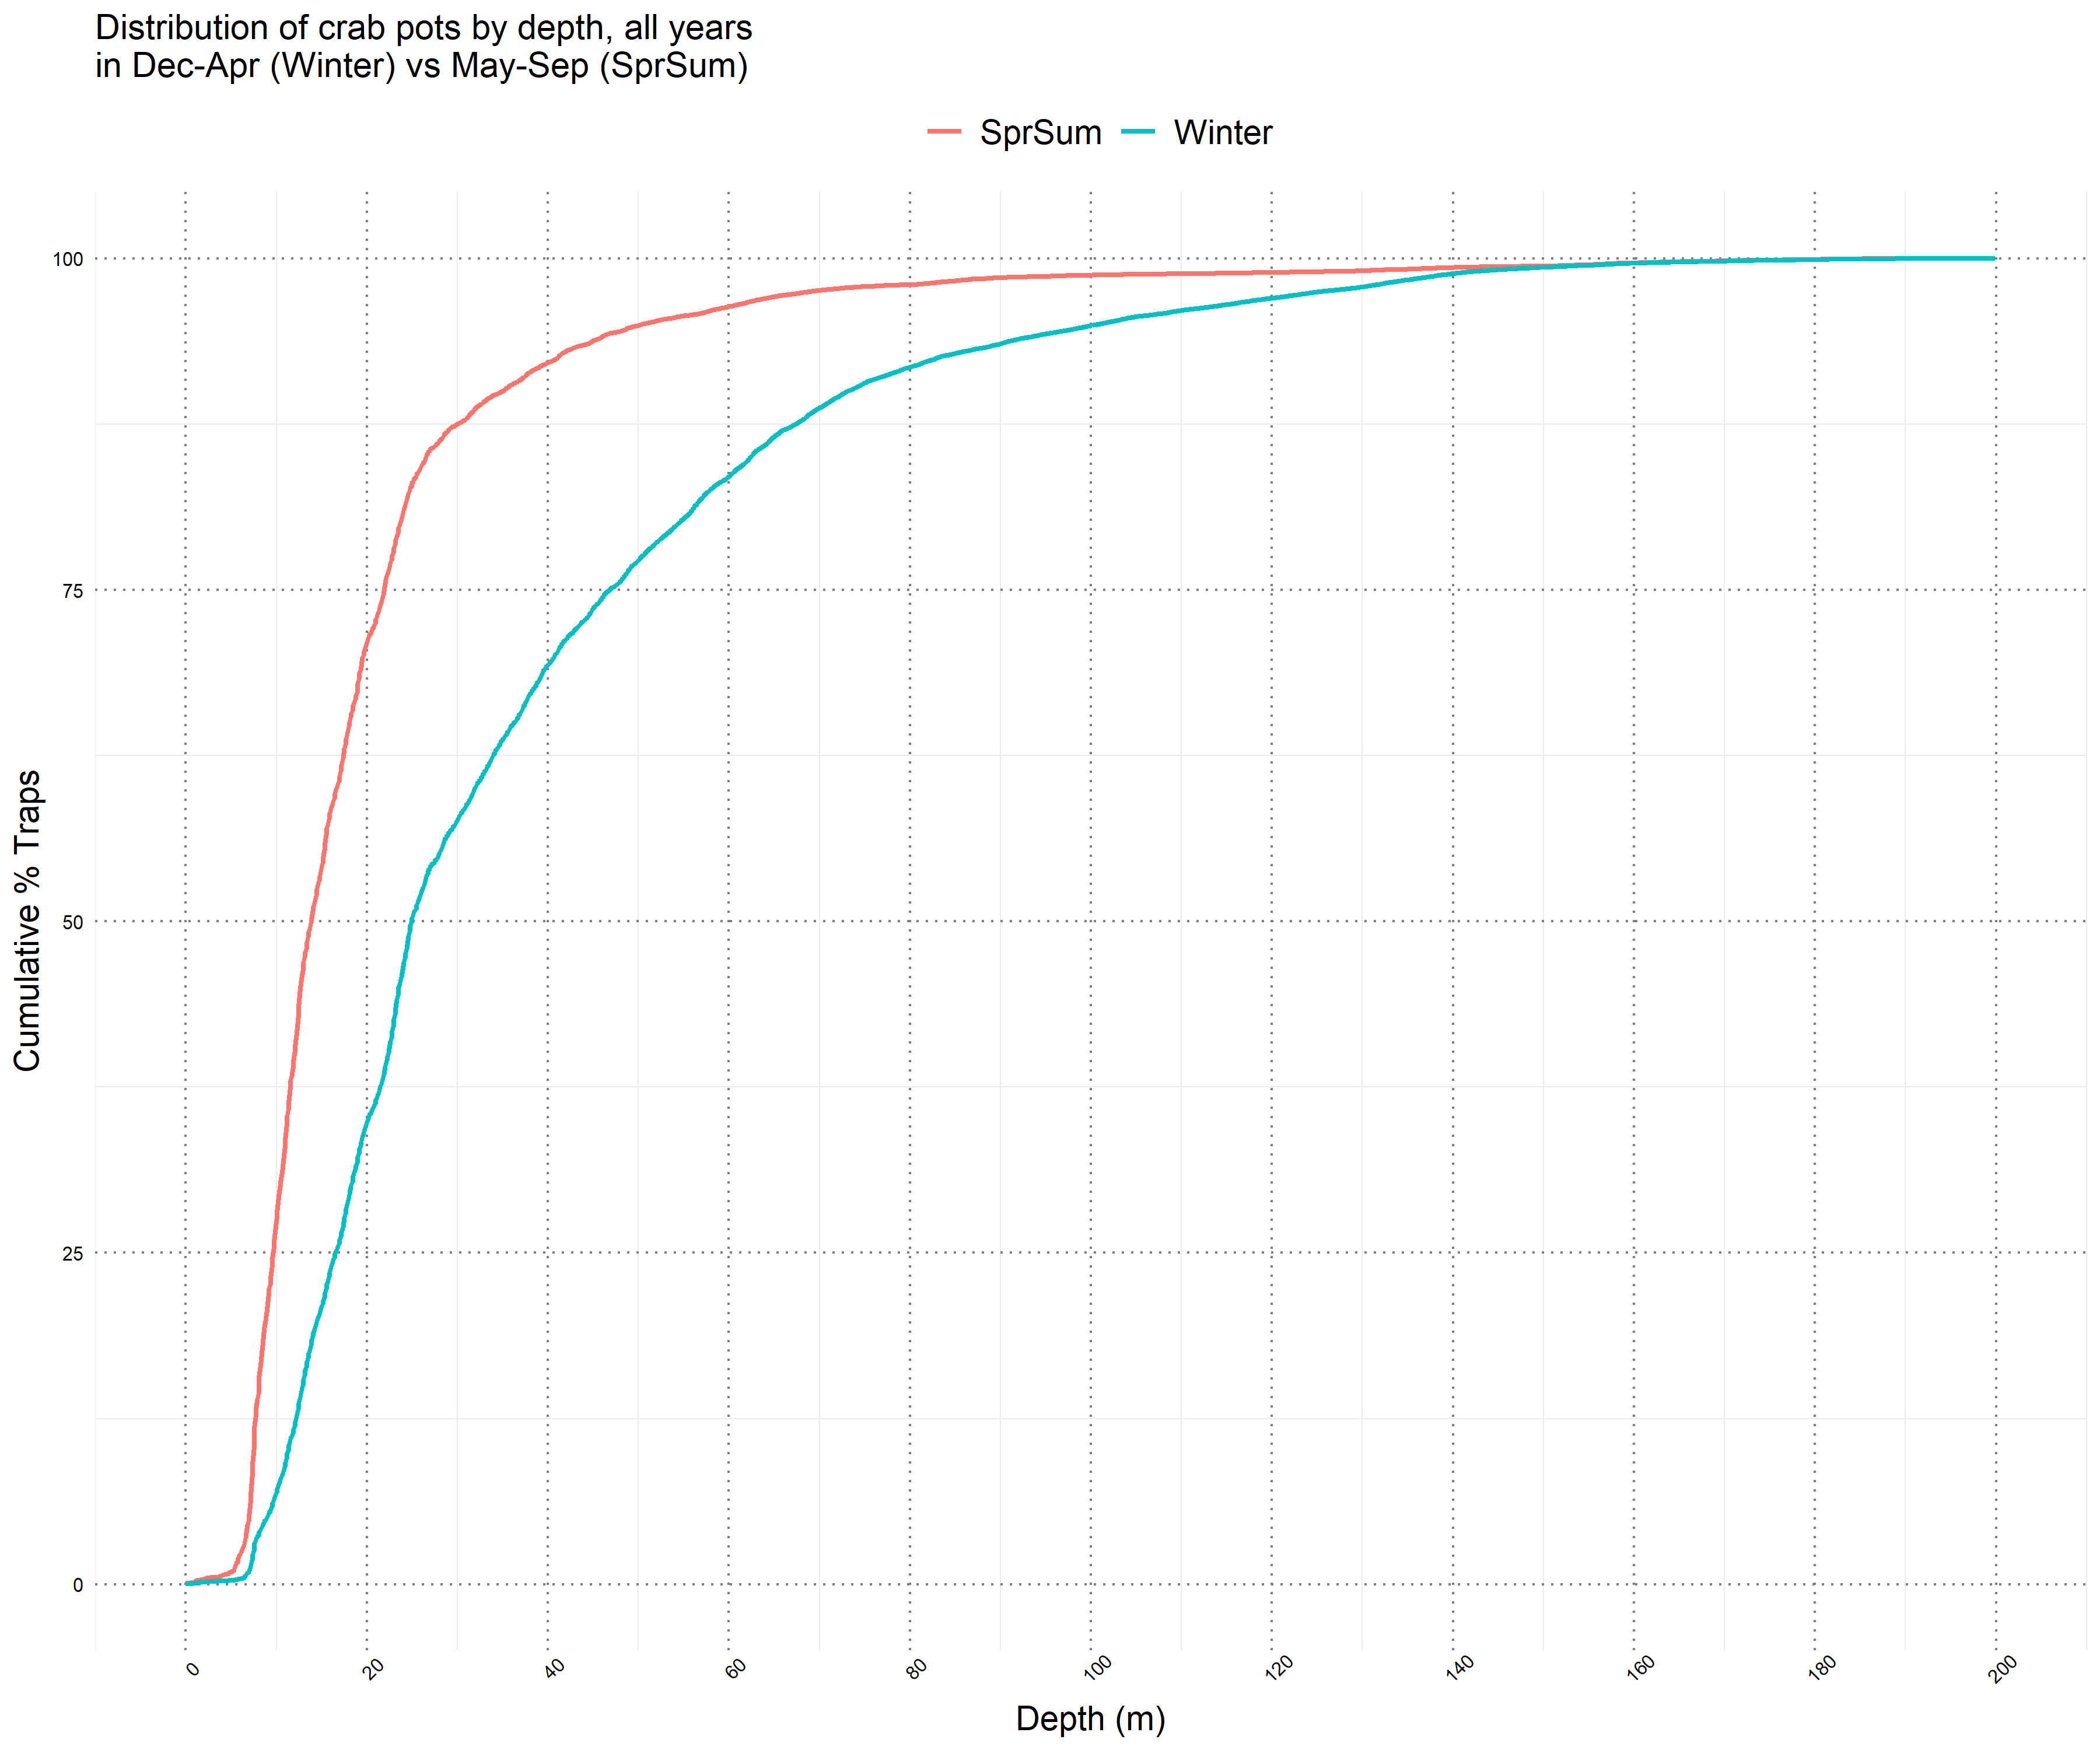 Distribution of crab pots by depth, all years
in Dec-Apr (Winter) vs May-Sep (SprSum)
SprSum Winter
100
75
50
25
0
Cumulative % Traps
0 20 40 60 80 100 120 140 160 180 200
Depth (m)